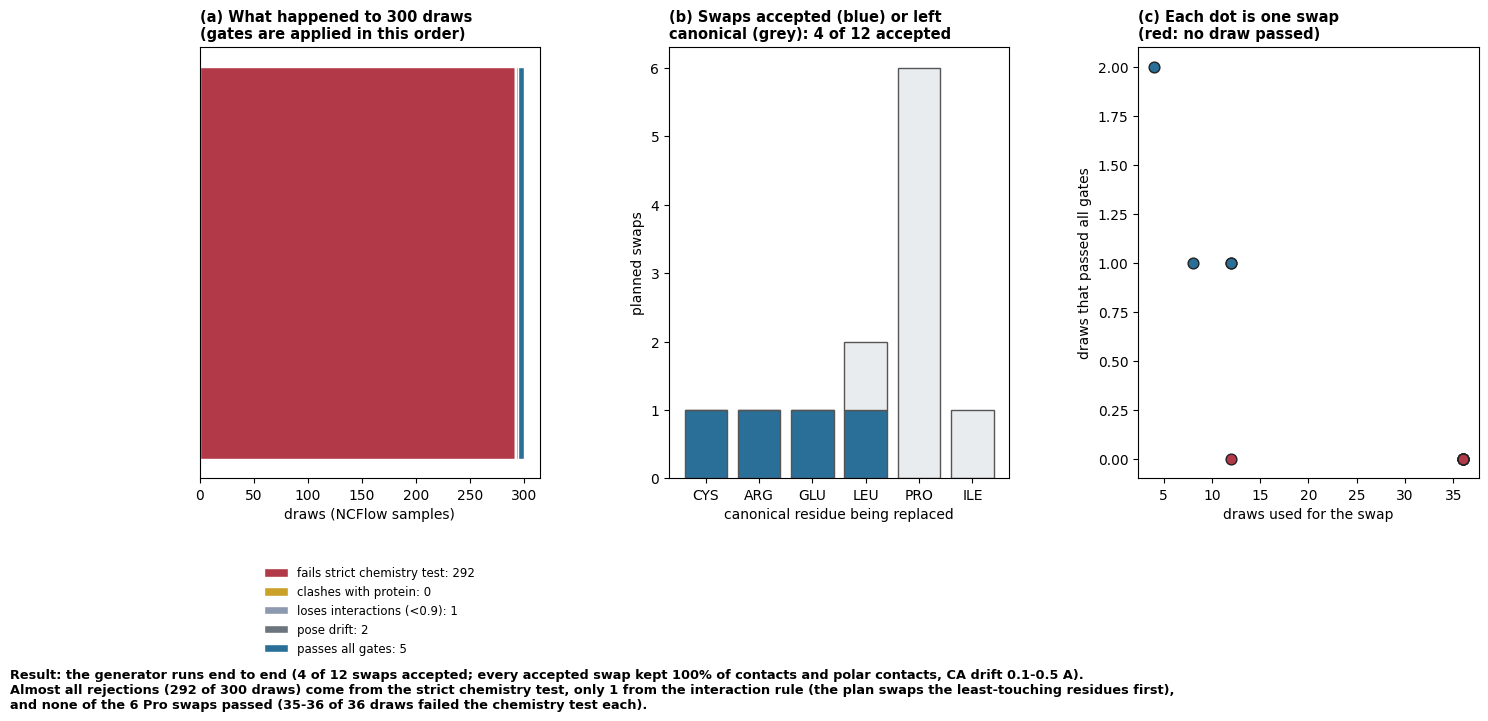 (a) What happened to 300 draws
(gates are applied in this order)
0 50 100 150 200 250 300
draws (NCFlow samples)
fails strict chemistry test: 292
clashes with protein: 0
loses interactions (<0.9): 1
pose drift: 2
passes all gates: 5
(b) Swaps accepted (blue) or left
canonical (grey): 4 of 12 accepted
planned swaps
6
5
4
3
2
1
0
CYS ARG GLU LEU PRO ILE
canonical residue being replaced
(c) Each dot is one swap
(red: no draw passed)
draws that passed all gates
2.00
1.75
1.50
1.25
1.00
0.75
0.50
0.25
0.00
5 10 15 20 25 30 35
draws used for the swap
Result: the generator runs end to end (4 of 12 swaps accepted; every accepted swap kept 100% of contacts and polar contacts, CA drift 0.1-0.5 A).
Almost all rejections (292 of 300 draws) come from the strict chemistry test, only 1 from the interaction rule (the plan swaps the least-touching residues first),
and none of the 6 Pro swaps passed (35-36 of 36 draws failed the chemistry test each).